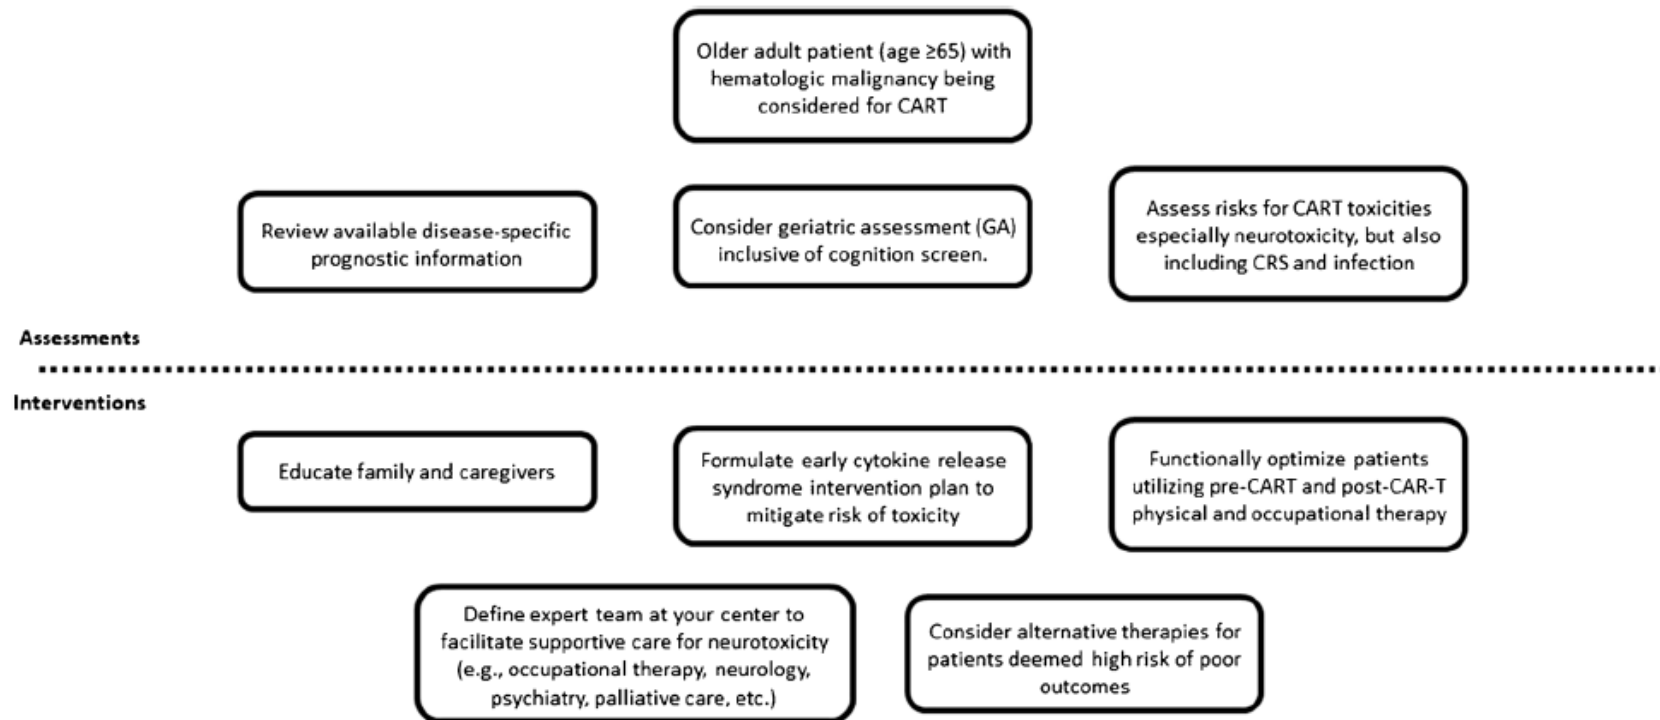 Older adult patient (age ≥65) with
hematologic malignancy being
considered for CART
Review available disease-specific
prognostic information
Consider geriatric assessment (GA)
inclusive of cognition screen.
Assess risks for CART toxicities
especially neurotoxicity, but also
including CRS and infection
Assessments
Interventions
Educate family and caregivers
Formulate early cytokine release
syndrome intervention plan to
mitigate risk of toxicity
Functionally optimize patients
utilizing pre-CART and post-CAR-T
physical and occupational therapy
Define expert team at your center to
facilitate supportive care for neurotoxicity
(e.g., occupational therapy, neurology,
psychiatry, palliative care, etc.)
Consider alternative therapies for
patients deemed high risk of poor
outcomes